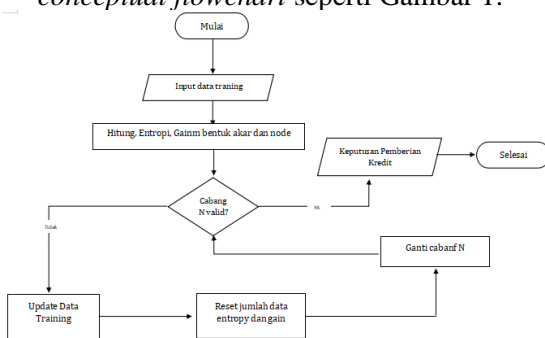 conceptual flowchart seperti Gambar 1.
Mulai
Input data traning
Hitung, Entropi, Gainm bentuk akar dan node
Keputusan Pemberian
Kredit
Selesai
Cabang
N valid?
YA
Tidak
Ganti cabanf N
Update Data
Training
Reset jumlah data
entropy dan gain